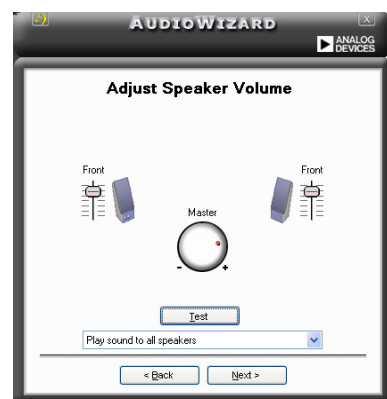 AUDIOWIZARD
ANALOG
DEVICES
Adjust Speaker Volume
Front
Front
Master
- +
Test
Play sound to all speakers
< Back Next >